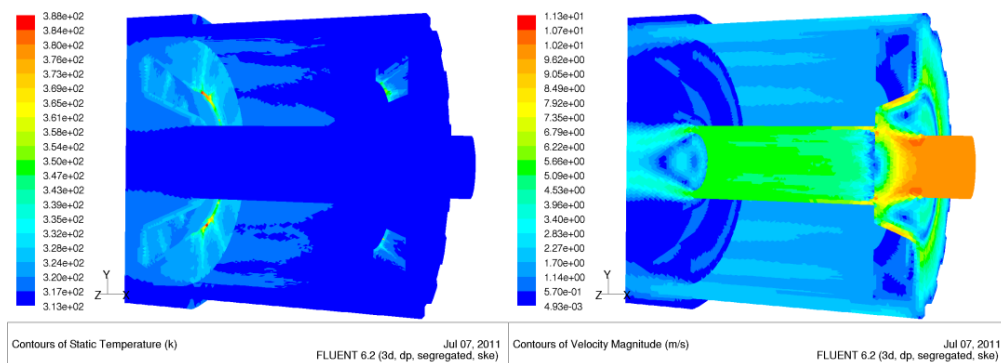 3.88e+02
3.84e+02
3.80e+02
3.76e+02
3.73e+02
3.69e+02
3.65e+02
3.61e+02
3.58e+02
3.54e+02
3.50e+02
3.47e+02
3.43e+02
3.39e+02
3.35e+02
3.32e+02
3.28e+02
3.24e+02
3.20e+02
3.17e+02
3.13e+02
Y
Z X
Contours of Static Temperature (k)
Jul 07, 2011
FLUENT 6.2 (3d, dp, segregated, ske)
1.13e+01
1.07e+01
1.02e+01
9.62e+00
9.05e+00
8.49e+00
7.92e+00
7.35e+00
6.79e+00
6.22e+00
5.66e+00
5.09e+00
4.53e+00
3.96e+00
3.40e+00
2.83e+00
2.27e+00
1.70e+00
1.14e+00
5.70e-01
4.93e-03
Y
Z X
Contours of Velocity Magnitude (m/s)
Jul 07, 2011
FLUENT 6.2 (3d, dp, segregated, ske)